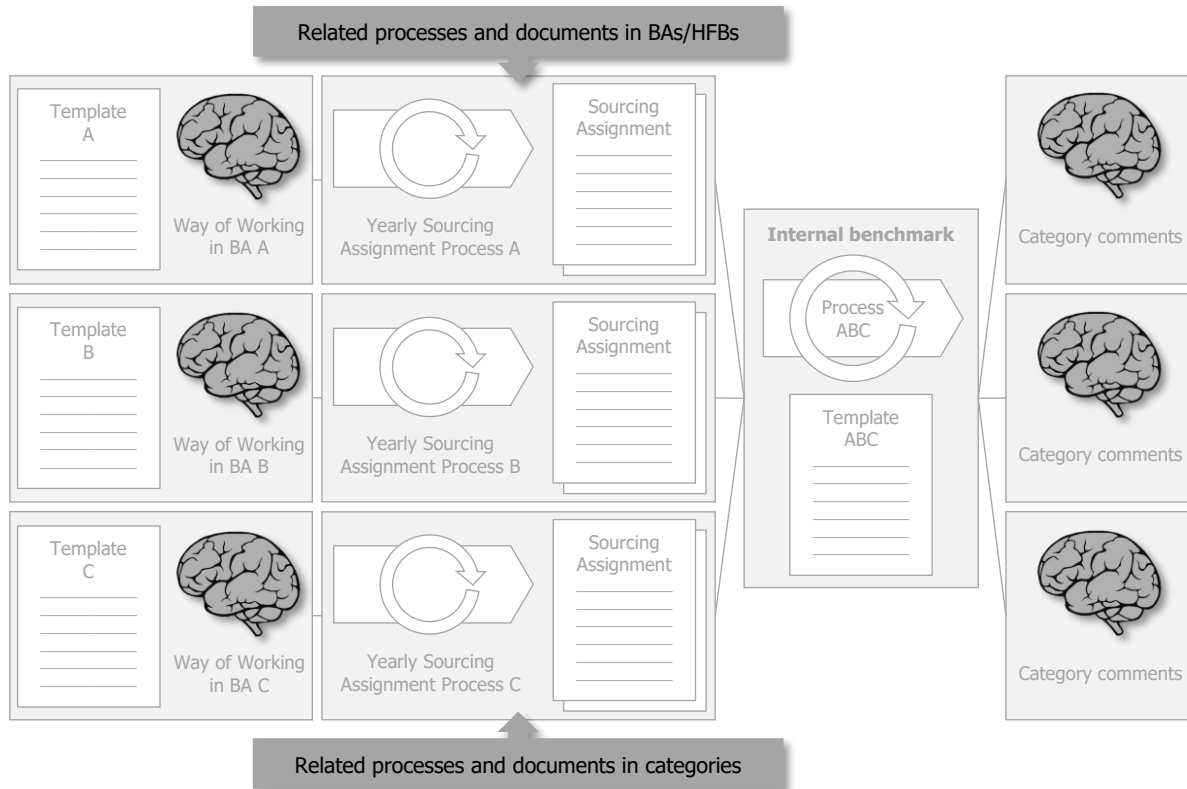 Related processes and documents in BAs/HFBs
Template
A
Way of Working
in BA A
Yearly Sourcing
Assignment Process A
Sourcing
Assignment
Template
B
Way of Working
in BA B
Yearly Sourcing
Assignment Process B
Sourcing
Assignment
Template
C
Way of Working
in BA C
Yearly Sourcing
Assignment Process C
Sourcing
Assignment
Internal benchmark
Process
ABC
Template
ABC
Category comments
Category comments
Category comments
Related processes and documents in categories